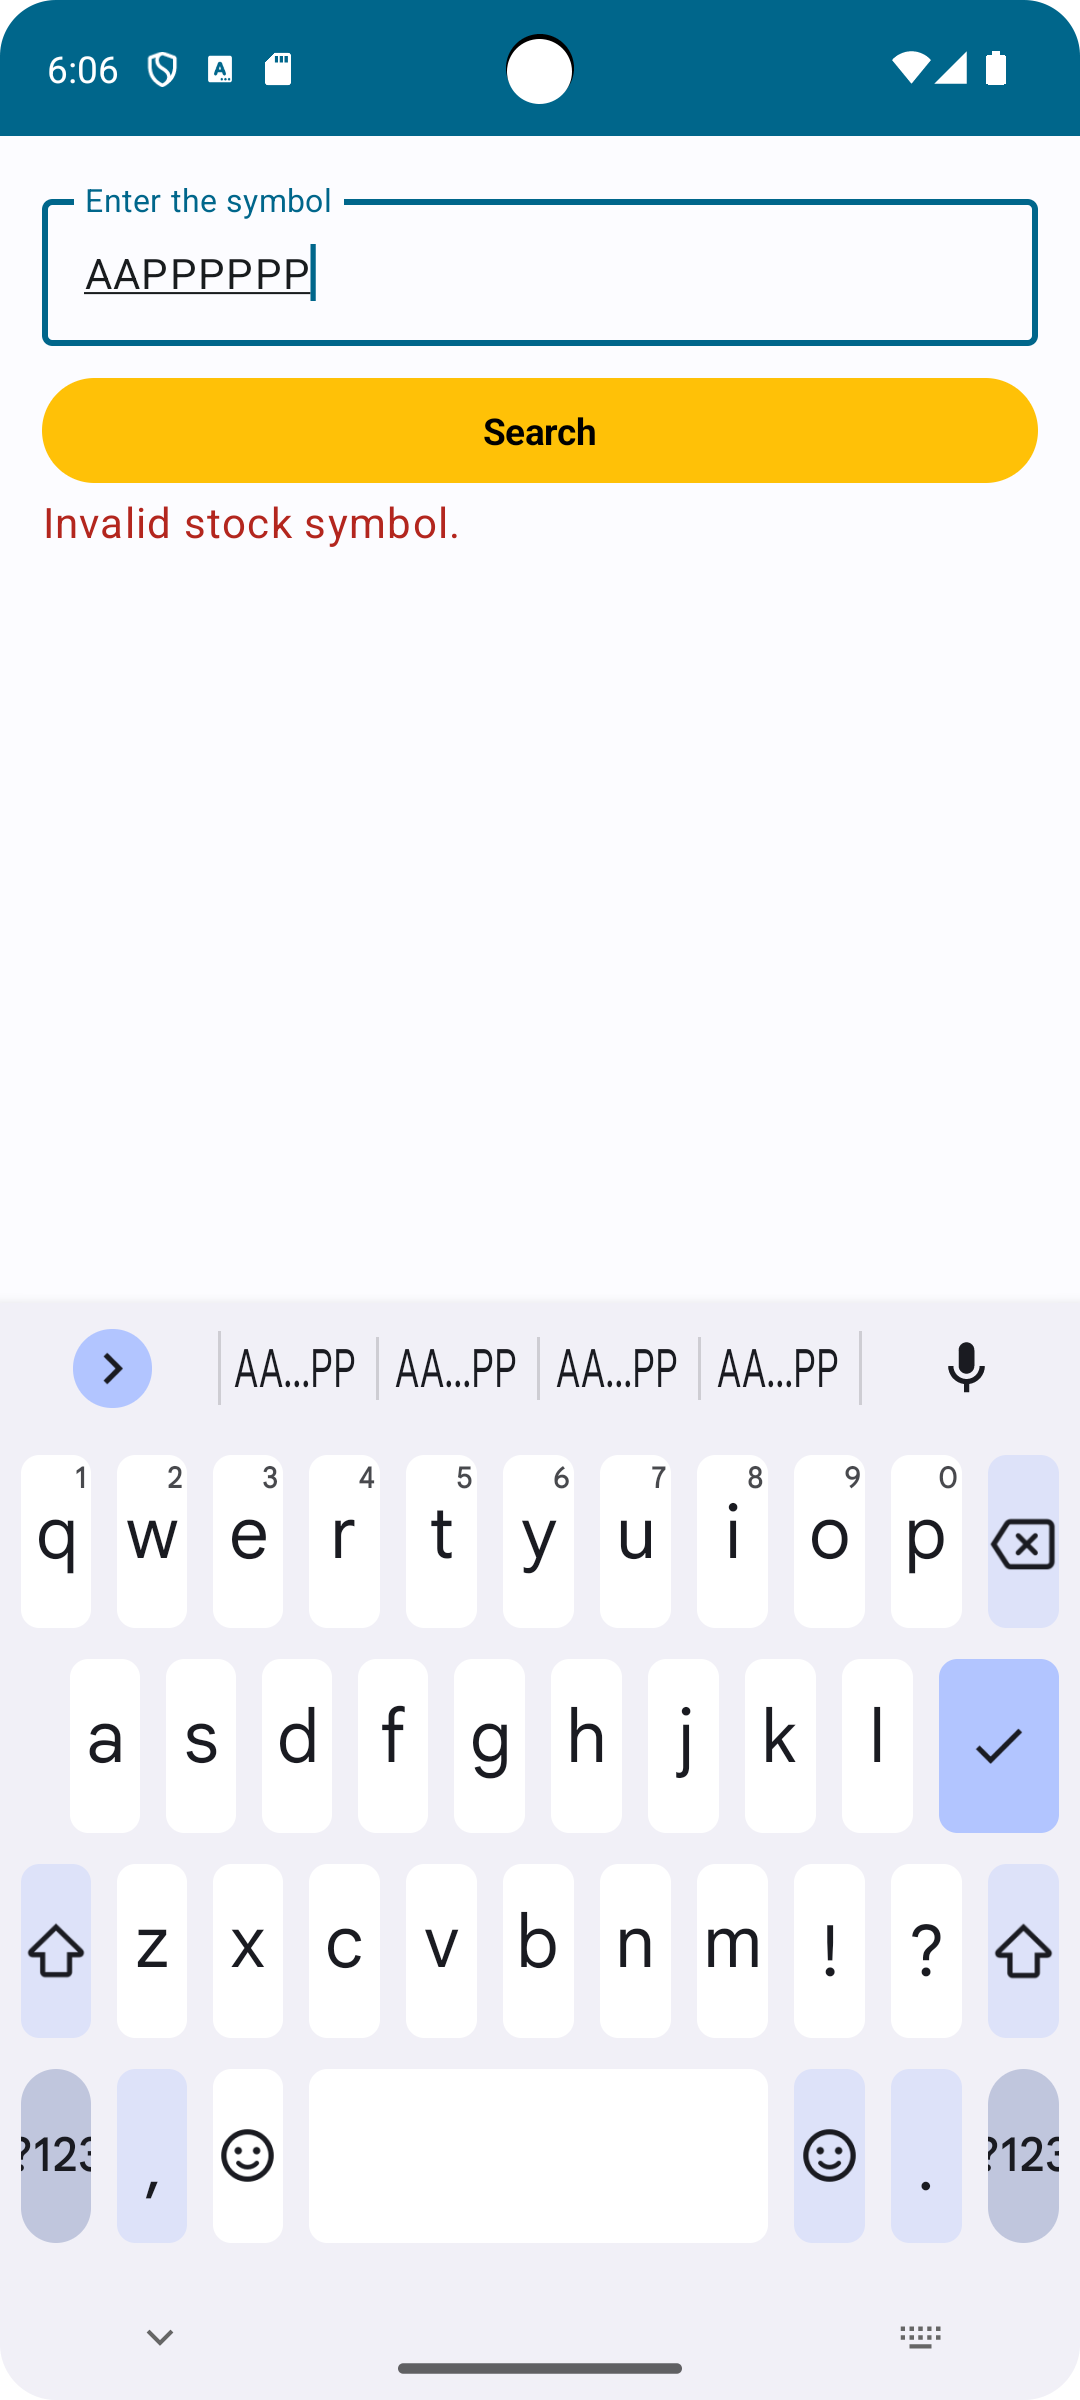 6:06
Enter the symbol
AAPPPPPP
Search
Invalid stock symbol.
AA...PP AA...PP AA...PP AA...PP
1 2 3 4 5 6 7 8 9 0
q w e r t y u i o p
a s d f g h j k l
z x c v b n m ! ?
?123 , . ?123